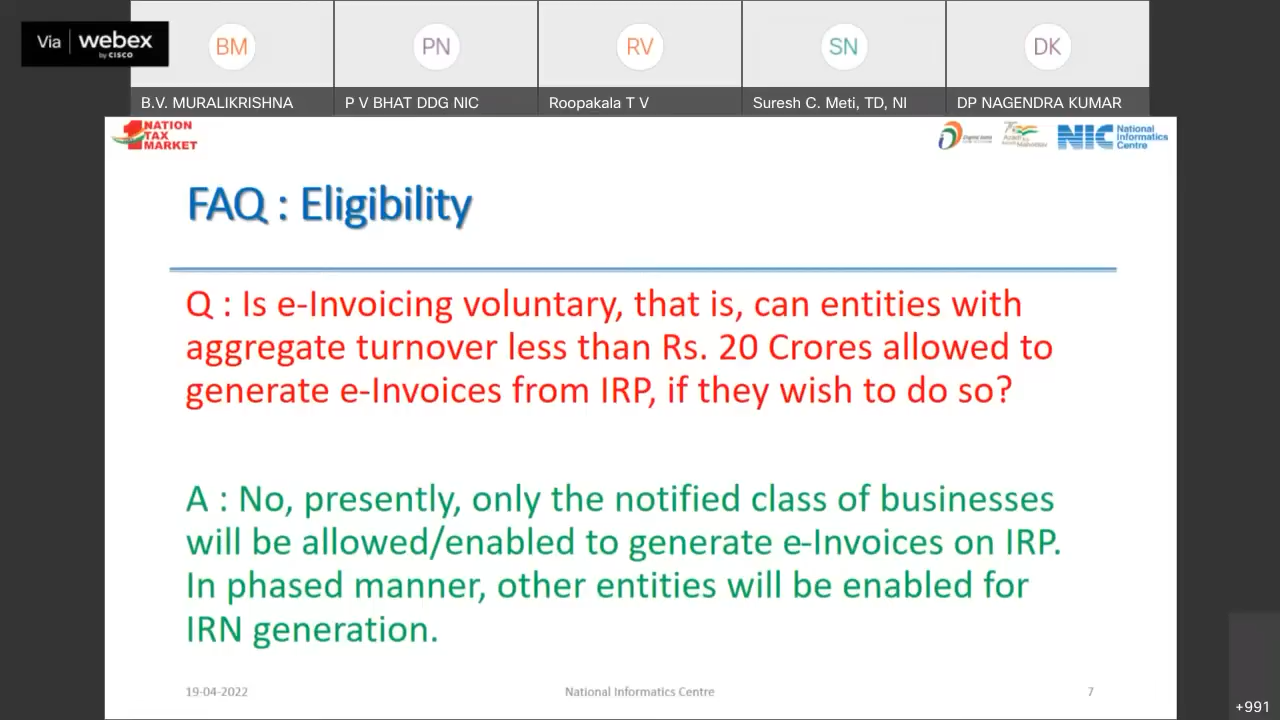 Via webex
by CISCO
BM
PN
RV
SN
DK
B.V. MURALIKRISHNA
P V BHAT DDG NIC
Roopakala T V
Suresh C. Meti, TD, NI
DP NAGENDRA KUMAR
1 NATION
TAX
MARKET
NIC National
Informatics
Centre
FAQ : Eligibility
Q : Is e-Invoicing voluntary, that is, can entities with
aggregate turnover less than Rs. 20 Crores allowed to
generate e-Invoices from IRP, if they wish to do so?
A : No, presently, only the notified class of businesses
will be allowed/enabled to generate e-Invoices on IRP.
In phased manner, other entities will be enabled for
IRN generation.
19-04-2022
National Informatics Centre
7
+991